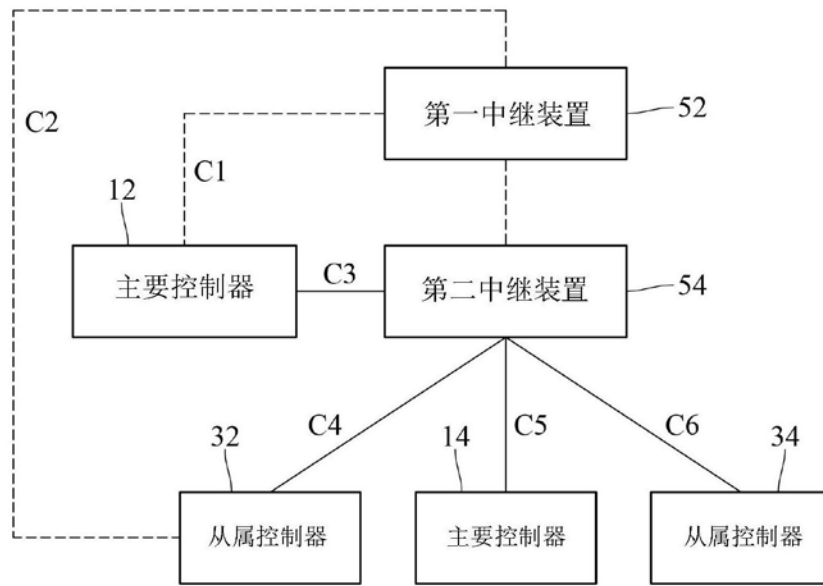 第一中继装置
52
C2
C1
12
主要控制器
C3
第二中继装置
54
C4
C5
C6
32
14
34
从属控制器
主要控制器
从属控制器